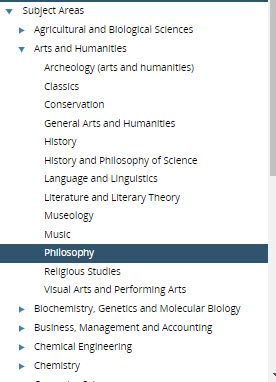 Subject Areas
Agricultural and Biological Sciences
Arts and Humanities
Archeology (arts and humanities)
Classics
Conservation
General Arts and Humanities
History
History and Philosophy of Science
Language and Linguistics
Literature and Literary Theory
Museology
Music
Philosophy
Religious Studies
Visual Arts and Performing Arts
Biochemistry, Genetics and Molecular Biology
Business, Management and Accounting
Chemical Engineering
Chemistry